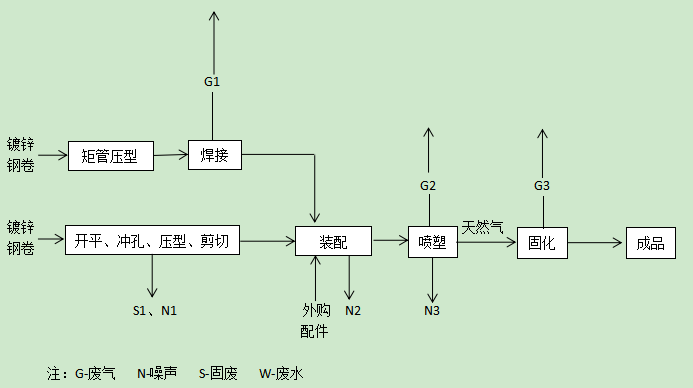 G1
镀锌
钢卷
矩管压型
焊接
G2
G3
镀锌
钢卷
开平、冲孔、压型、剪切
装配
喷塑
天然气
固化
成品
S1、N1
外购
配件
N2
N3
注：G-废气 N-噪声 S-固废 W-废水